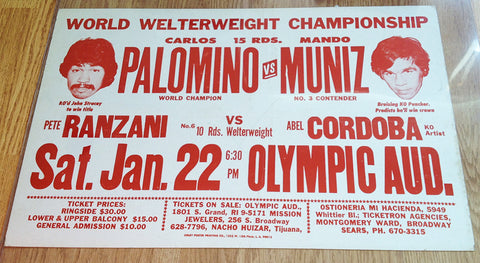 WORLD WELTERWEIGHT CHAMPIONSHIP
CARLOS 15 RDS. MANDO
PALOMINO VS MUNIZ
WORLD CHAMPION NO. 3 CONTENDER
KO'd John Stracey
to win title
Bruising KO Puncher.
Predicts he'll win crown
PETE RANZANI No.6 VS ABEL CORDOBA KO
10 Rds. Welterweight Artist
Sat. Jan. 22 6:30 PM OLYMPIC AUD.
TICKET PRICES:
RINGSIDE $30.00
LOWER & UPPER BALCONY $15.00
GENERAL ADMISSION $10.00
TICKETS ON SALE: OLYMPIC AUD.,
1801 S. Grand, RI 9-5171 MISSION
JEWELERS, 256 S. Broadway
628-7796, NACHO HUIZAR, Tijuana,
OSTIONERIA MI HACIENDA, 5949
Whittier Bl.; TICKETRON AGENCIES,
MONTGOMERY WARD, BROADWAY
SEARS, PH. 670-2315